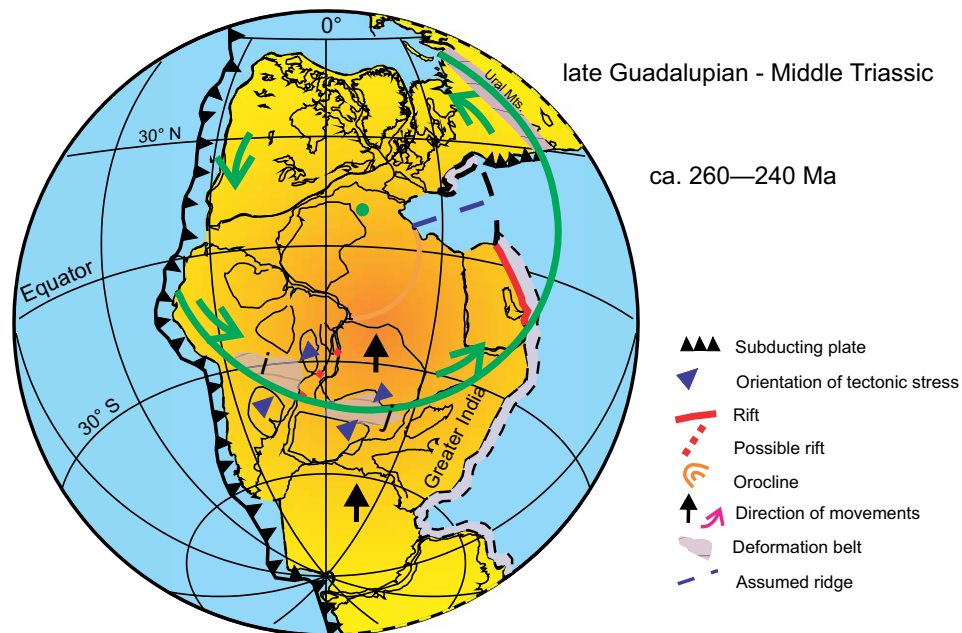 0°
late Guadalupian - Middle Triassic
Ural Mts.
30° N
ca. 260—240 Ma
Equator
i
30° S
j
Greater India
Subducting plate
Orientation of tectonic stress
Rift
Possible rift
Orocline
Direction of movements
Deformation belt
Assumed ridge